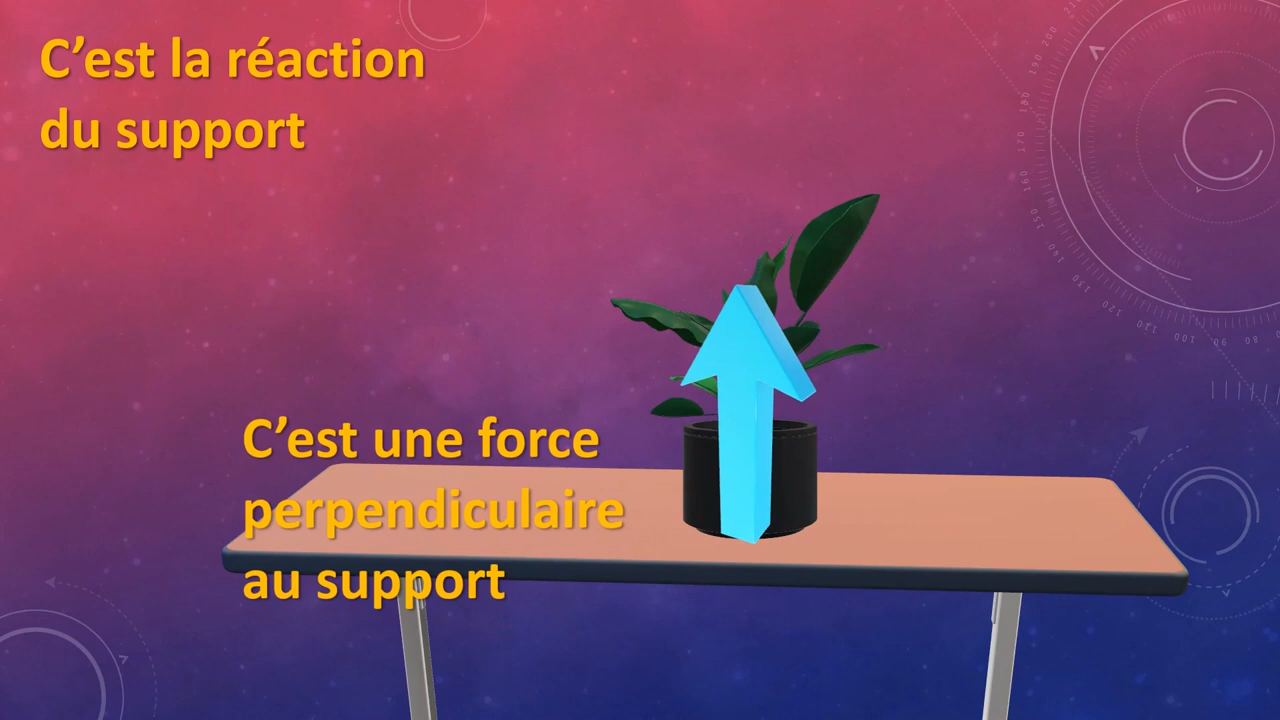 C’est la réaction
du support
C’est une force
perpendiculaire
au support